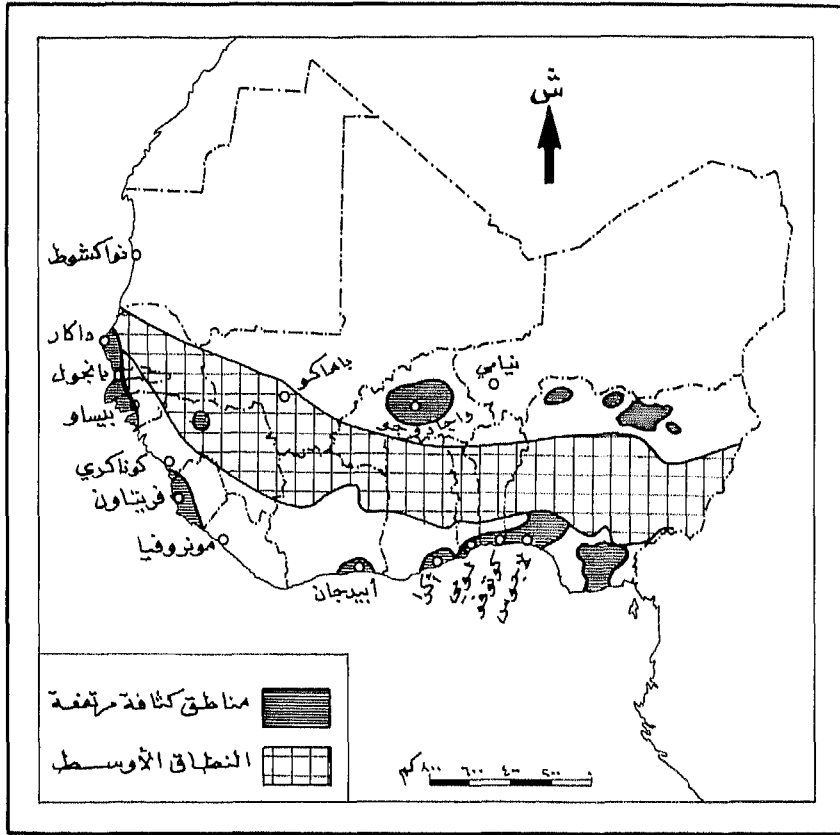 ش
نواكشوط
داكار
بانجول
بيساو
كوناكري
فريتاون
مونروفيا
باماكو
واجادوجو
نيامي
أبيدجان
أكرا
لومي
كوتونو
لاجوس
مناطق كثافة مرتفعة
النطاق الأوسط
٨٠٠ كم ٦٠٠ ٤٠٠ ٢٠٠ ٠